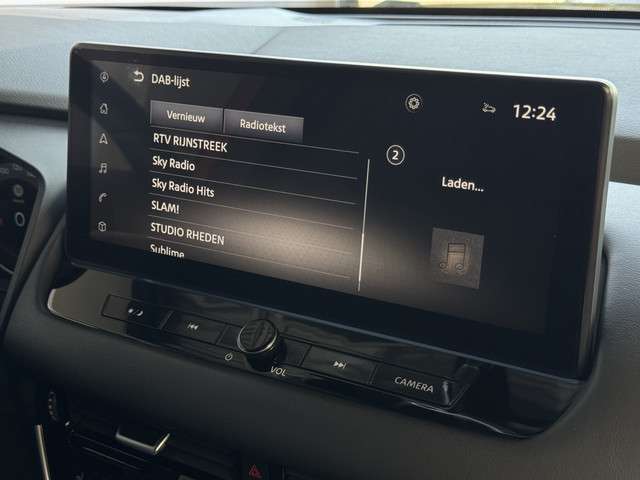 DAB-lijst
12:24
Vernieuw
Radiotekst
RTV RIJNSTREEK
Sky Radio
Sky Radio Hits
SLAM!
STUDIO RHEDEN
Sublime
2
Laden...
VOL
CAMERA